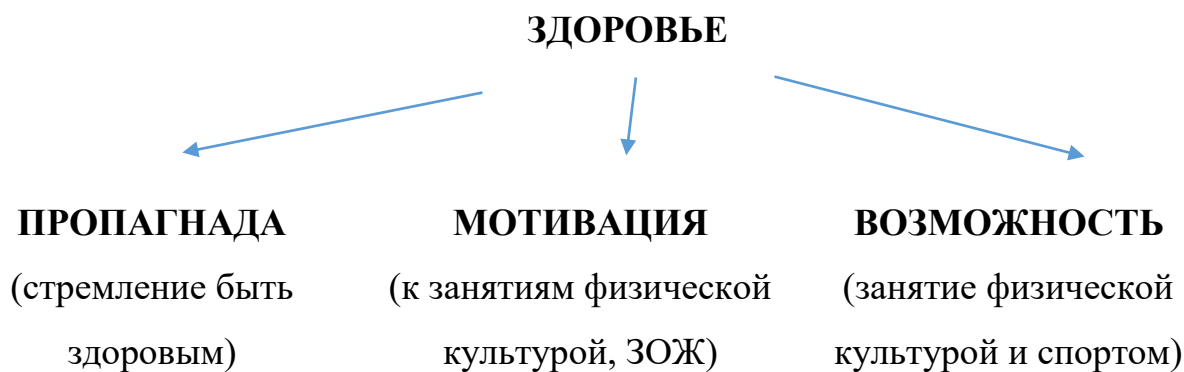 ЗДОРОВЬЕ
ПРОПАГНАДА МОТИВАЦИЯ ВОЗМОЖНОСТЬ
(стремление быть (к занятиям физической (занятие физической
здоровым) культурой, ЗОЖ) культурой и спортом)